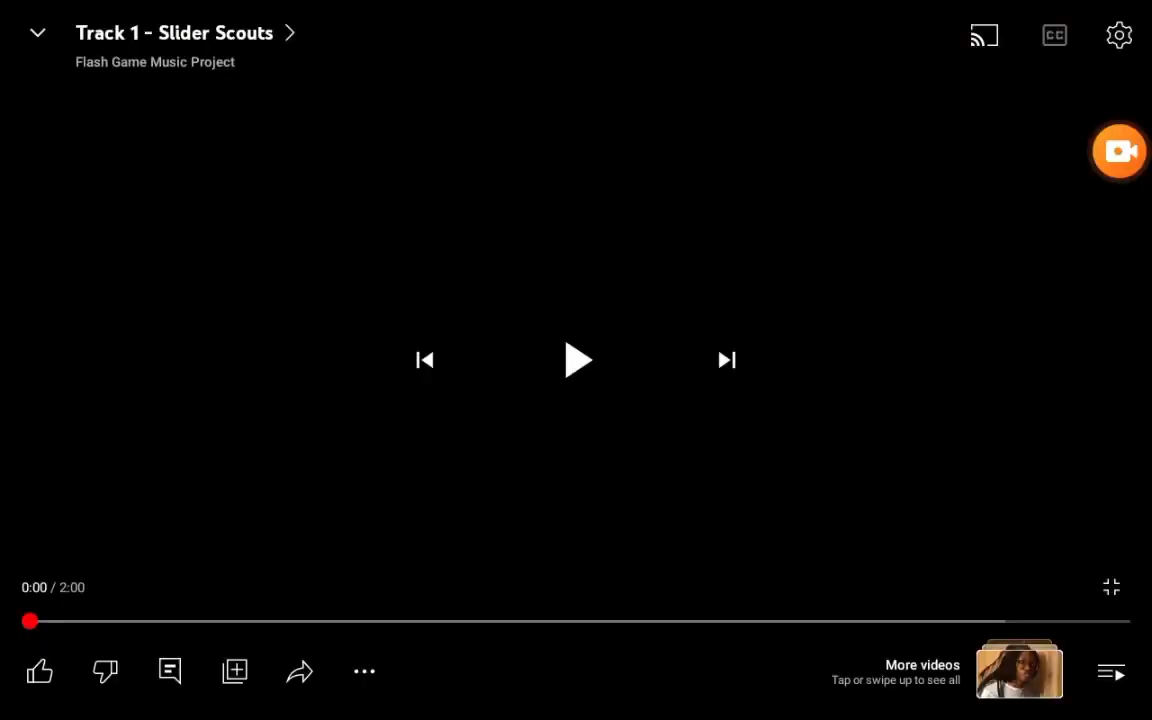 Track 1 - Slider Scouts
Flash Game Music Project
CC
0:00 / 2:00
More videos
Tap or swipe up to see all